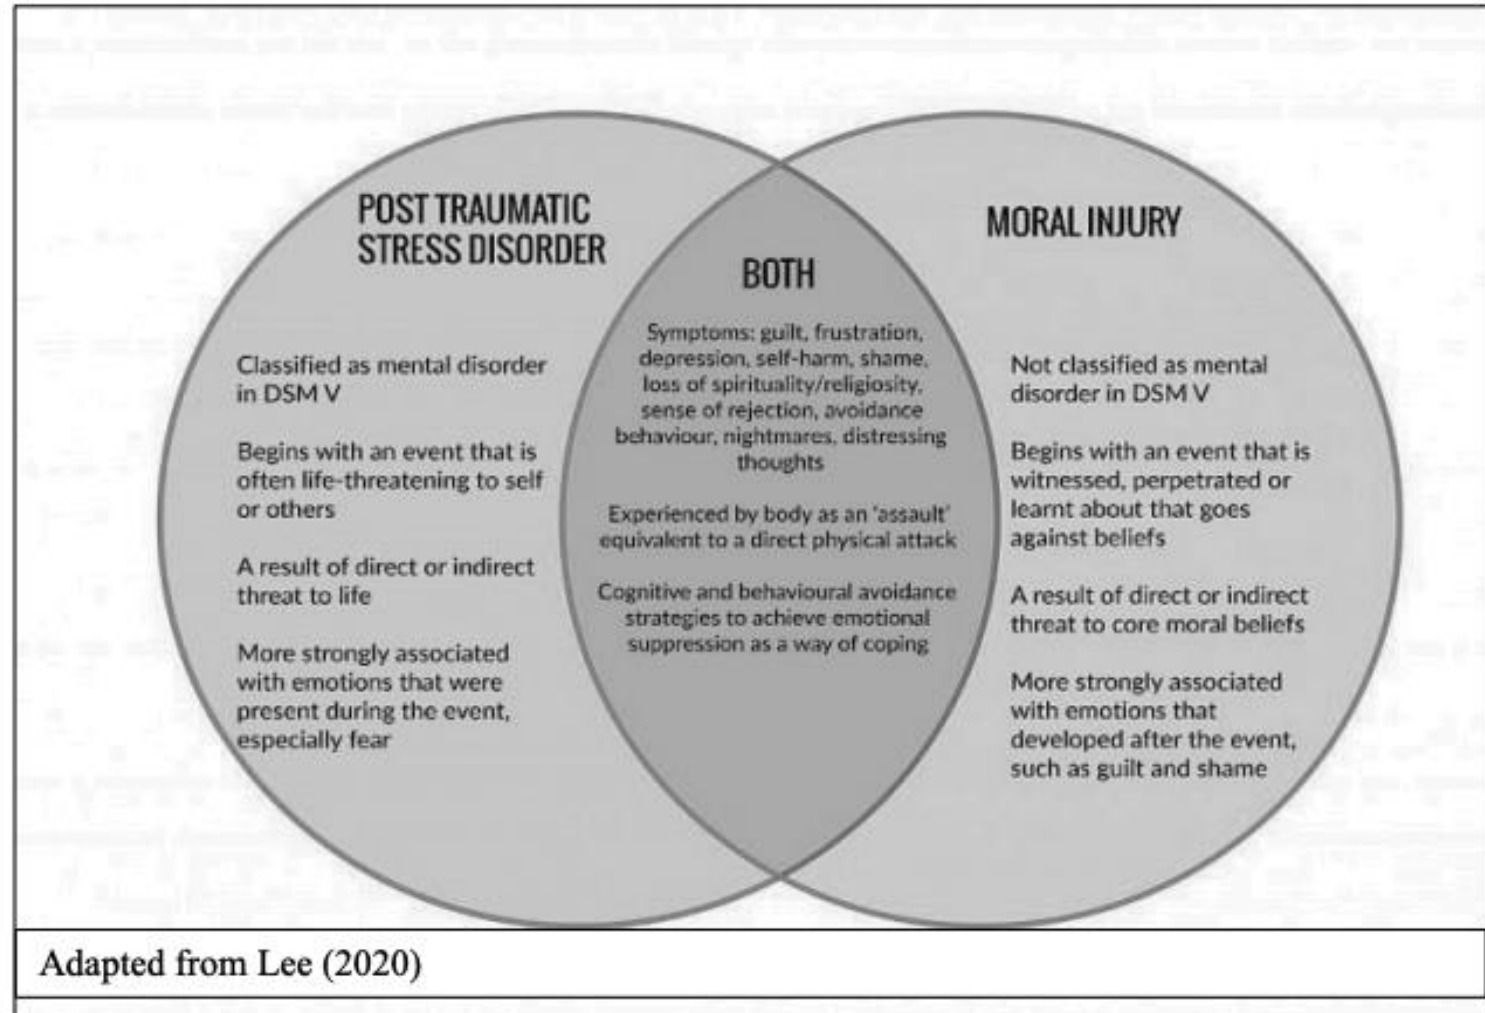 POST TRAUMATIC
STRESS DISORDER
Classified as mental disorder
in DSM V
Begins with an event that is
often life-threatening to self
or others
A result of direct or indirect
threat to life
More strongly associated
with emotions that were
present during the event,
especially fear
BOTH
Symptoms: guilt, frustration,
depression, self-harm, shame,
loss of spirituality/religiosity,
sense of rejection, avoidance
behaviour, nightmares, distressing
thoughts
Experienced by body as an 'assault'
equivalent to a direct physical attack
Cognitive and behavioural avoidance
strategies to achieve emotional
suppression as a way of coping
MORAL INJURY
Not classified as mental
disorder in DSM V
Begins with an event that is
witnessed, perpetrated or
learnt about that goes
against beliefs
A result of direct or indirect
threat to core moral beliefs
More strongly associated
with emotions that
developed after the event,
such as guilt and shame
Adapted from Lee (2020)